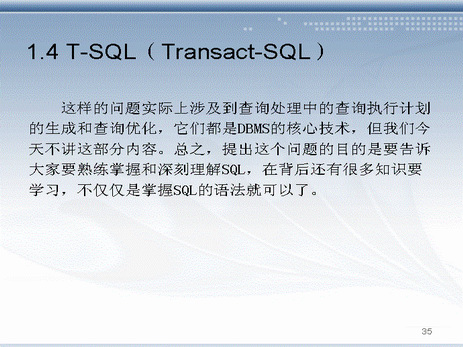 1.4 T-SQL（Transact-SQL）
这样的问题实际上涉及到查询处理中的查询执行计划
的生成和查询优化，它们都是DBMS的核心技术，但我们今
天不讲这部分内容。总之，提出这个问题的目的是要告诉
大家要熟练掌握和深刻理解SQL，在背后还有很多知识要
学习，不仅仅是掌握SQL的语法就可以了。
35